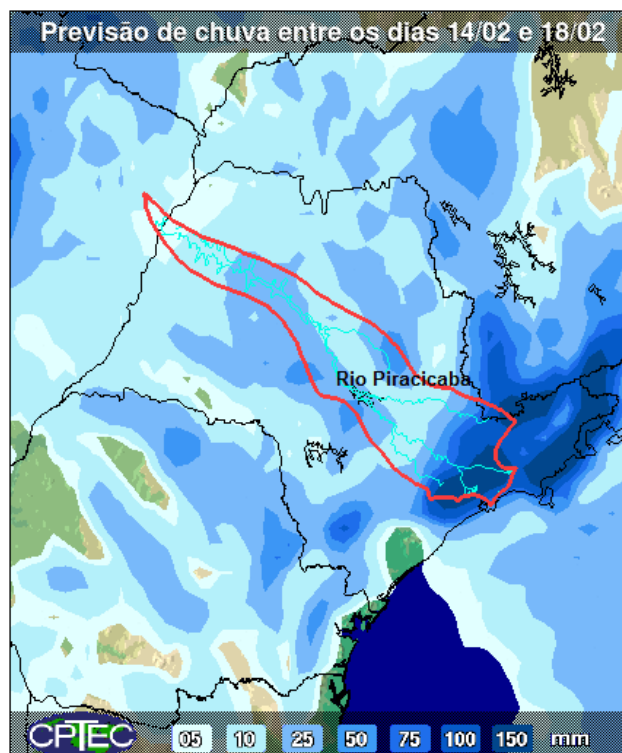 Previsão de chuva entre os dias 14/02 e 18/02
Rio Piracicaba
CPTEC 05 10 25 50 75 100 150 mm